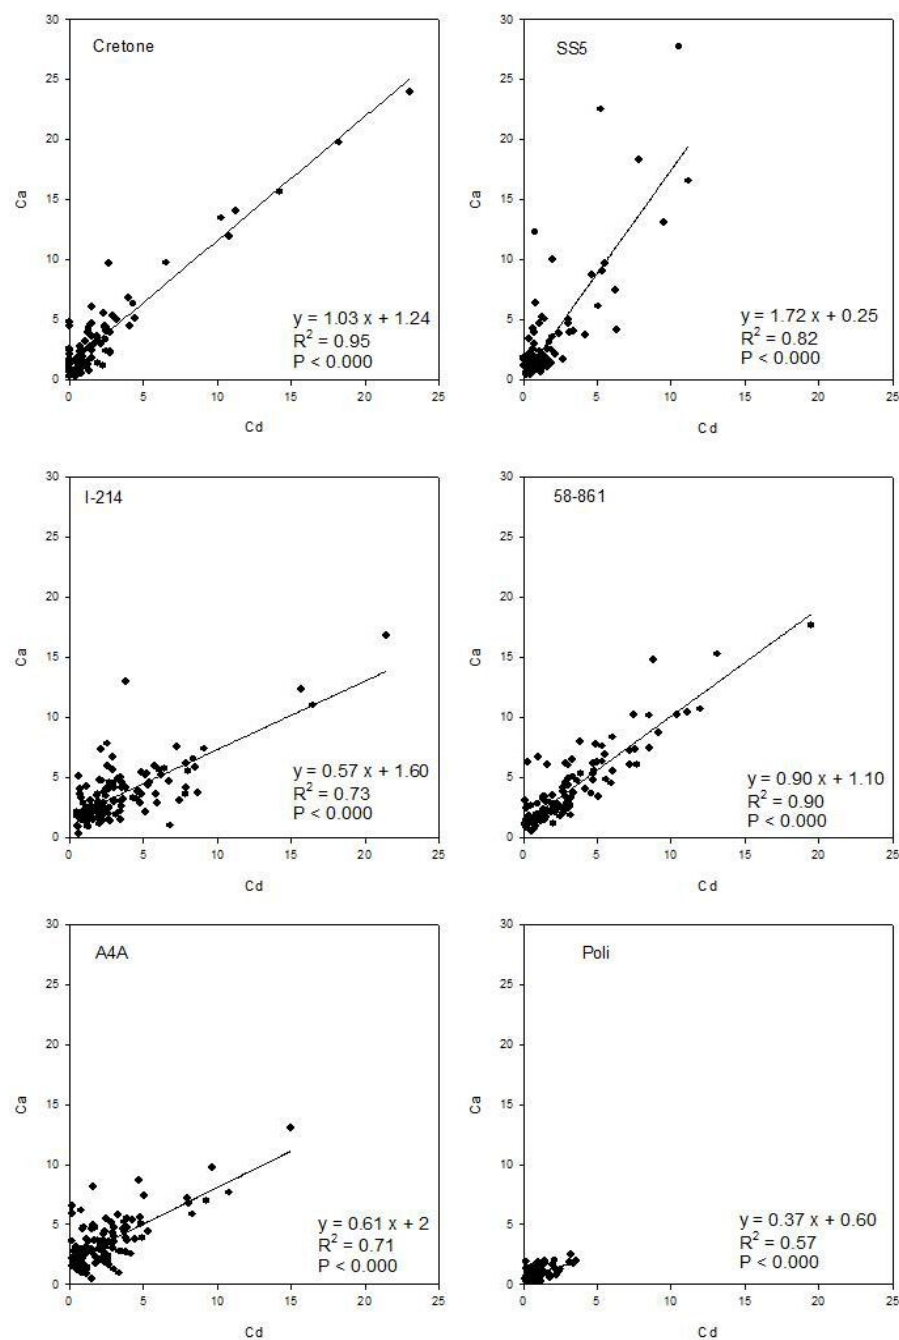 Cretone
30
25
20
15
10
5
0
Ca
0 5 10 15 20 25
Cd
y = 1.03 x + 1.24
R² = 0.95
P < 0.000
SS5
30
25
20
15
10
5
0
Ca
0 5 10 15 20 25
Cd
y = 1.72 x + 0.25
R² = 0.82
P < 0.000
I-214
30
25
20
15
10
5
0
Ca
0 5 10 15 20 25
Cd
y = 0.57 x + 1.60
R² = 0.73
P < 0.000
58-861
30
25
20
15
10
5
0
Ca
0 5 10 15 20 25
Cd
y = 0.90 x + 1.10
R² = 0.90
P < 0.000
A4A
30
25
20
15
10
5
0
Ca
0 5 10 15 20 25
Cd
y = 0.61 x + 2
R² = 0.71
P < 0.000
Poli
30
25
20
15
10
5
0
Ca
0 5 10 15 20 25
Cd
y = 0.37 x + 0.60
R² = 0.57
P < 0.000